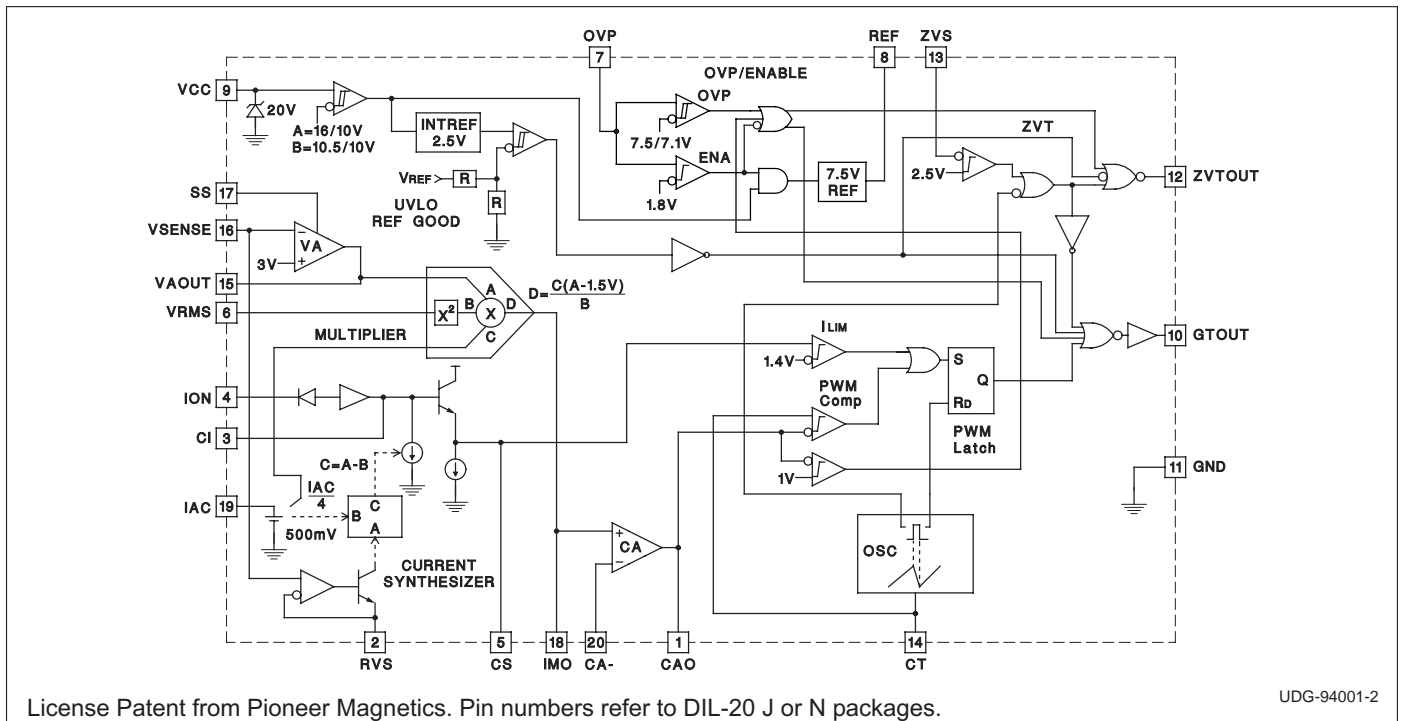 OVP
7
REF
8
ZVS
13
VCC
9
20V
A=16/10V
B=10.5/10V
INTREF
2.5V
VREF
R
R
UVLO
REF GOOD
OVP/ENABLE
OVP
7.5/7.1V
ENA
1.8V
7.5V
REF
ZVT
2.5V
12
ZVTOUT
SS
17
VSENSE
16
VA
3V
VAOUT
15
VRMS
6
MULTIPLIER
X²
B
A
X
D
C
D=C(A-1.5V)
B
ILIM
1.4V
PWM
Comp
1V
S
Q
RD
PWM
Latch
10
GTOUT
ION
4
CI
3
C=A-B
IAC
19
IAC
4
500mV
B
C
A
CURRENT
SYNTHESIZER
CA
OSC
11
GND
2
RVS
5
CS
18
IMO
20
CA-
1
CAO
14
CT
License Patent from Pioneer Magnetics. Pin numbers refer to DIL-20 J or N packages.
UDG-94001-2